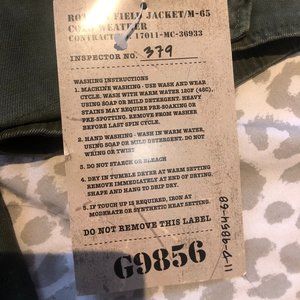 FIELD JACKET/M-65
COLD WEATHER
CONTRACT 17011-MC-36933
INSPECTOR NO. 379
WASHING INSTRUCTIONS
1. MACHINE WASHING - USE WASH AND WEAR
CYCLE. WASH WITH WARM WATER 120F (46C),
USING SOAP OR MILD DETERGENT. HEAVY
STAINS MAY REQUIRE PRE-SOAKING OR
PRE-SPOTTING. REMOVE FROM WASHER
BEFORE LAST SPIN CYCLE.
2. HAND WASHING - WASH IN WARM WATER,
USING SOAP OR MILD DETERGENT. DO NOT
WRING OR TWIST
3. DO NOT STARCH OR BLEACH
4. DRY IN TUMBLE DRYER AT WARM SETTING
REMOVE IMMEDIATELY AT END OF DRYING.
SHAPE AND HANG TO DRIP DRY.
5. IF TOUCH UP IS REQUIRED, IRON AT
MODERATE OR SYNTHETIC HEAT SETTING.
DO NOT REMOVE THIS LABEL
G9856